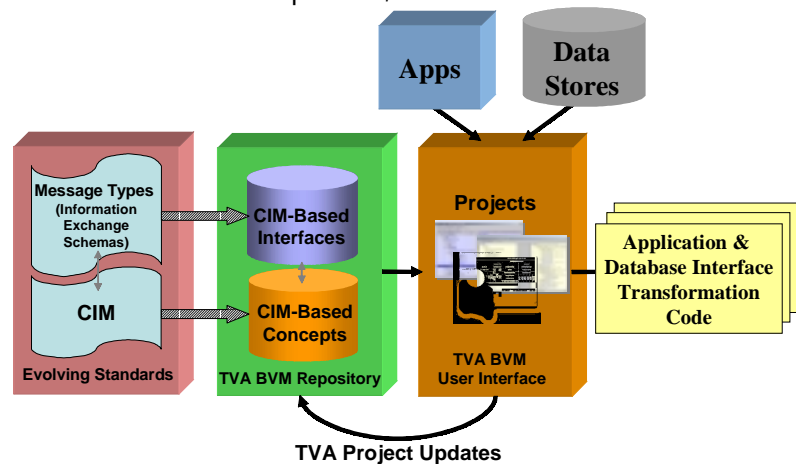 Apps
Data
Stores
Message Types
(Information
Exchange
Schemas)
CIM
Evolving Standards
CIM-Based
Interfaces
CIM-Based
Concepts
TVA BVM Repository
Projects
TVA BVM
User Interface
Application &
Database Interface
Transformation
Code
TVA Project Updates